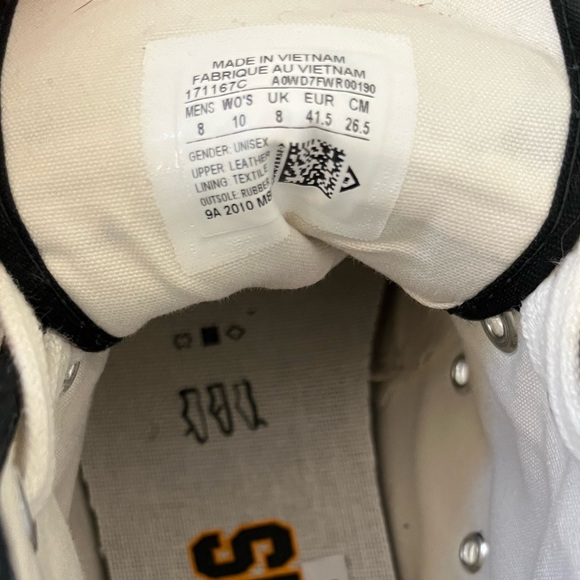 MADE IN VIETNAM
FABRIQUE AU VIETNAM
171167C A0WD7FWR00190
MENS WO'S UK EUR CM
8 10 8 41.5 26.5
GENDER: UNISEX
UPPER: LEATHER
LINING: TEXTILE
OUTSOLE: RUBBER
9A 2010